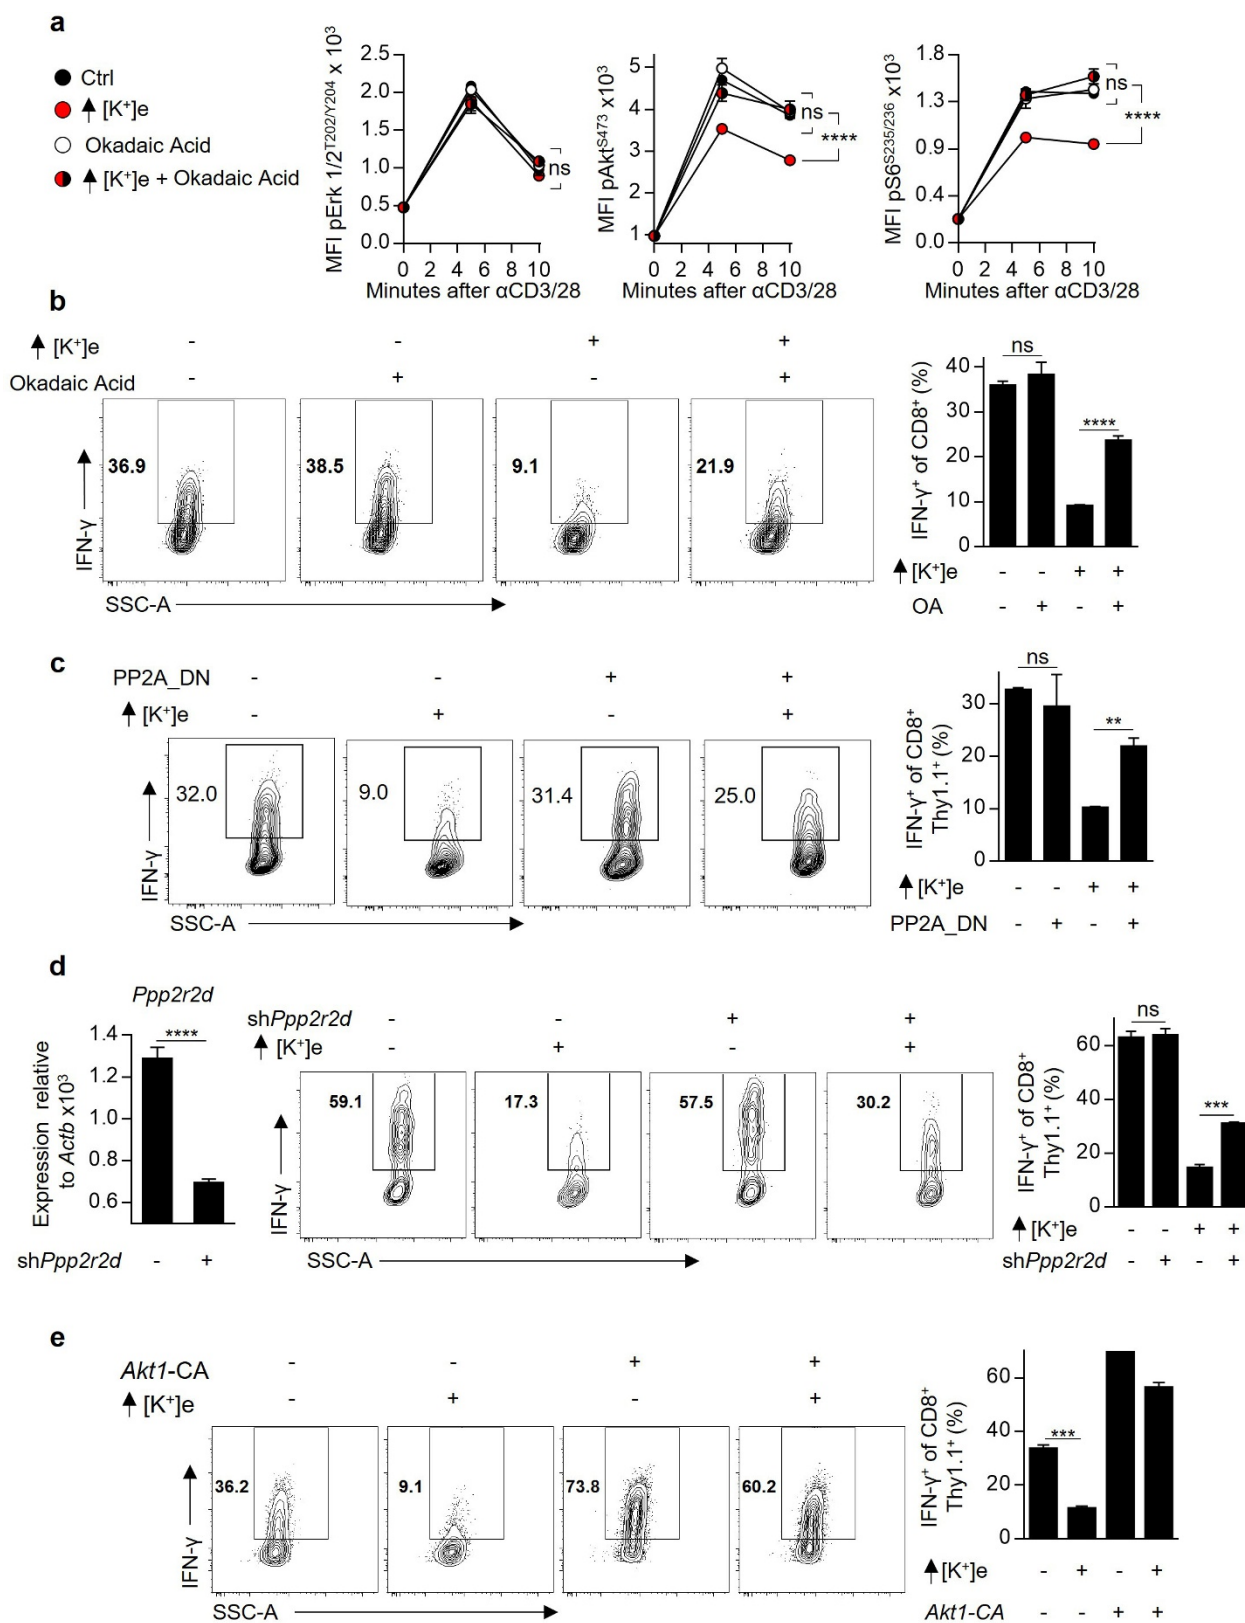 a
Ctrl
[K⁺]e
Okadaic Acid
[K⁺]e + Okadaic Acid
MFI pErk 1/2ᵀ²⁰²/ʸ²⁰⁴ x 10³
2.5
2.0
1.5
1.0
0.5
0.0
ns
0 2 4 6 8 10
Minutes after αCD3/28
MFI pAktˢ⁴⁷³ x10³
5
4
3
2
1
ns
****
0 2 4 6 8 10
Minutes after αCD3/28
MFI pS6ˢ²³⁵/²³⁶ x10³
1.8
1.3
0.9
0.4
0.0
ns
****
0 2 4 6 8 10
Minutes after αCD3/28
b
[K⁺]e - - + +
Okadaic Acid - + - +
36.9
38.5
9.1
21.9
IFN-γ
SSC-A
IFN-γ⁺ of CD8⁺ (%)
40
30
20
10
0
ns
****
[K⁺]e - - + +
OA - + - +
c
PP2A_DN - - + +
[K⁺]e - + - +
32.0
9.0
31.4
25.0
IFN-γ
SSC-A
IFN-γ⁺ of CD8⁺
Thy1.1⁺ (%)
30
20
10
0
ns
**
[K⁺]e - - + +
PP2A_DN - + - +
d
Ppp2r2d
Expression relative
to Actb x10³
1.4
1.2
1.0
0.8
0.6
****
shPpp2r2d - +
shPpp2r2d - - + +
[K⁺]e - + - +
59.1
17.3
57.5
30.2
IFN-γ
SSC-A
IFN-γ⁺ of CD8⁺
Thy1.1⁺ (%)
60
40
20
0
ns
***
[K⁺]e - - + +
shPpp2r2d - + - +
e
Akt1-CA - - + +
[K⁺]e - + - +
36.2
9.1
73.8
60.2
IFN-γ
SSC-A
IFN-γ⁺ of CD8⁺
Thy1.1⁺ (%)
60
40
20
0
***
[K⁺]e - + - +
Akt1-CA - - + +